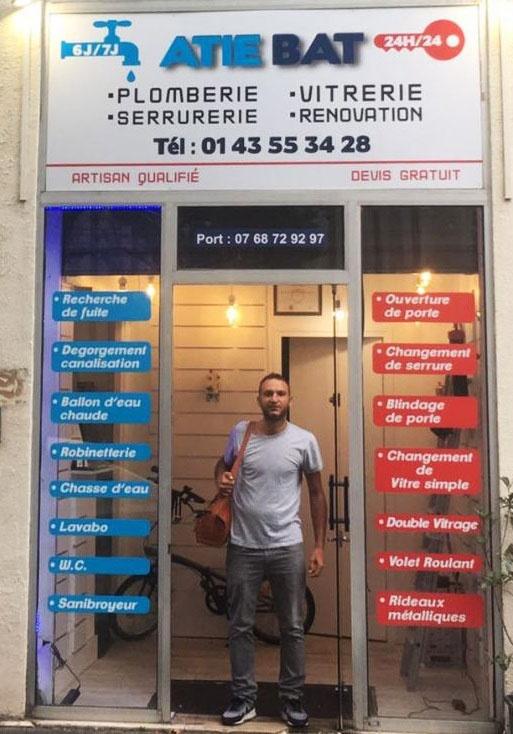 6J/7J
ATIE BAT
24H/24
▪PLOMBERIE ▪VITRERIE
▪SERRURERIE ▪RENOVATION
Tél : 01 43 55 34 28
ARTISAN QUALIFIÉ
DEVIS GRATUIT
Port : 07 68 72 92 97
• Recherche
de fuite
• Degorgement
canalisation
• Ballon d'eau
chaude
• Robinetterie
• Chasse d'eau
• Lavabo
• W.C.
• Sanibroyeur
• Ouverture
de porte
• Changement
de serrure
• Blindage
de porte
• Changement
de
Vitre simple
• Double Vitrage
• Volet Roulant
• Rideaux
métalliques